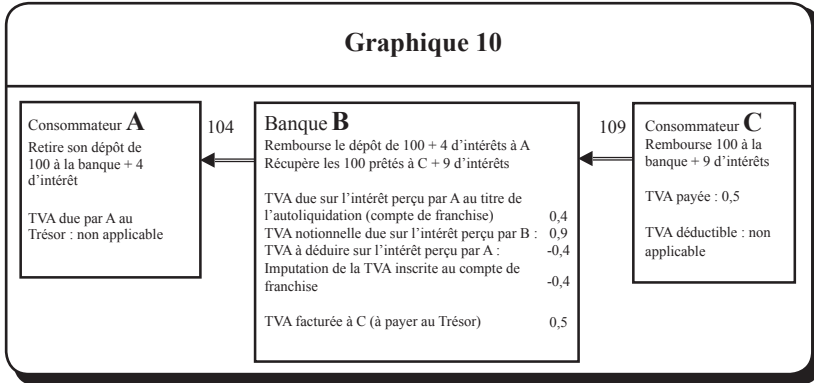 Graphique 10
Consommateur A
Retire son dépôt de
100 à la banque + 4
d'intérêt
TVA due par A au
Trésor : non applicable
104
Banque B
Rembourse le dépôt de 100 + 4 d'intérêts à A
Récupère les 100 prêtés à C + 9 d'intérêts
TVA due sur l'intérêt perçu par A au titre de
l'autoliquidation (compte de franchise) 0,4
TVA notionnelle due sur l'intérêt perçu par B : 0,9
TVA à déduire sur l'intérêt perçu par A : -0,4
Imputation de la TVA inscrite au compte de
franchise -0,4
TVA facturée à C (à payer au Trésor) 0,5
109
Consommateur C
Rembourse 100 à la
banque + 9 d'intérêts
TVA payée : 0,5
TVA déductible : non
applicable